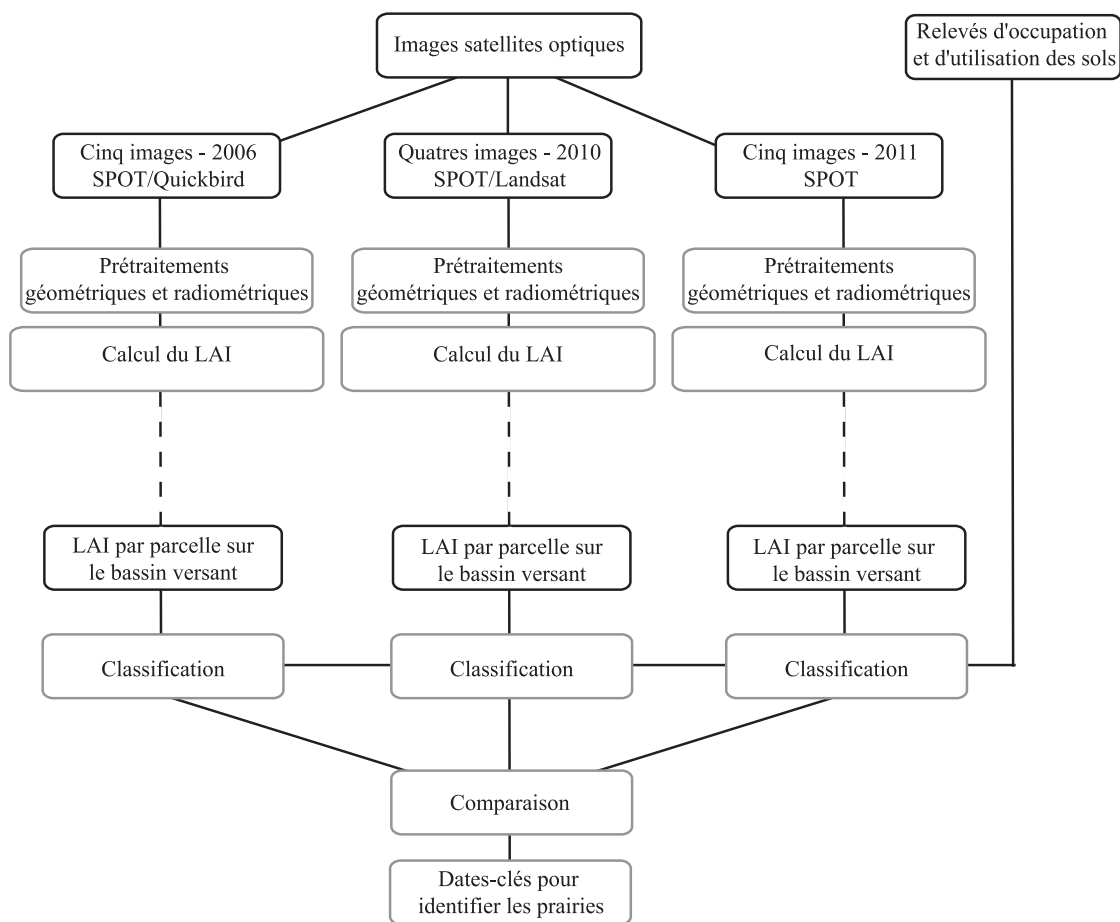 Images satellites optiques
Relevés d'occupation
et d'utilisation des sols
Cinq images - 2006
SPOT/Quickbird
Quatres images - 2010
SPOT/Landsat
Cinq images - 2011
SPOT
Prétraitements
géométriques et radiométriques
Prétraitements
géométriques et radiométriques
Prétraitements
géométriques et radiométriques
Calcul du LAI
Calcul du LAI
Calcul du LAI
LAI par parcelle sur
le bassin versant
LAI par parcelle sur
le bassin versant
LAI par parcelle sur
le bassin versant
Classification
Classification
Classification
Comparaison
Dates-clés pour
identifier les prairies